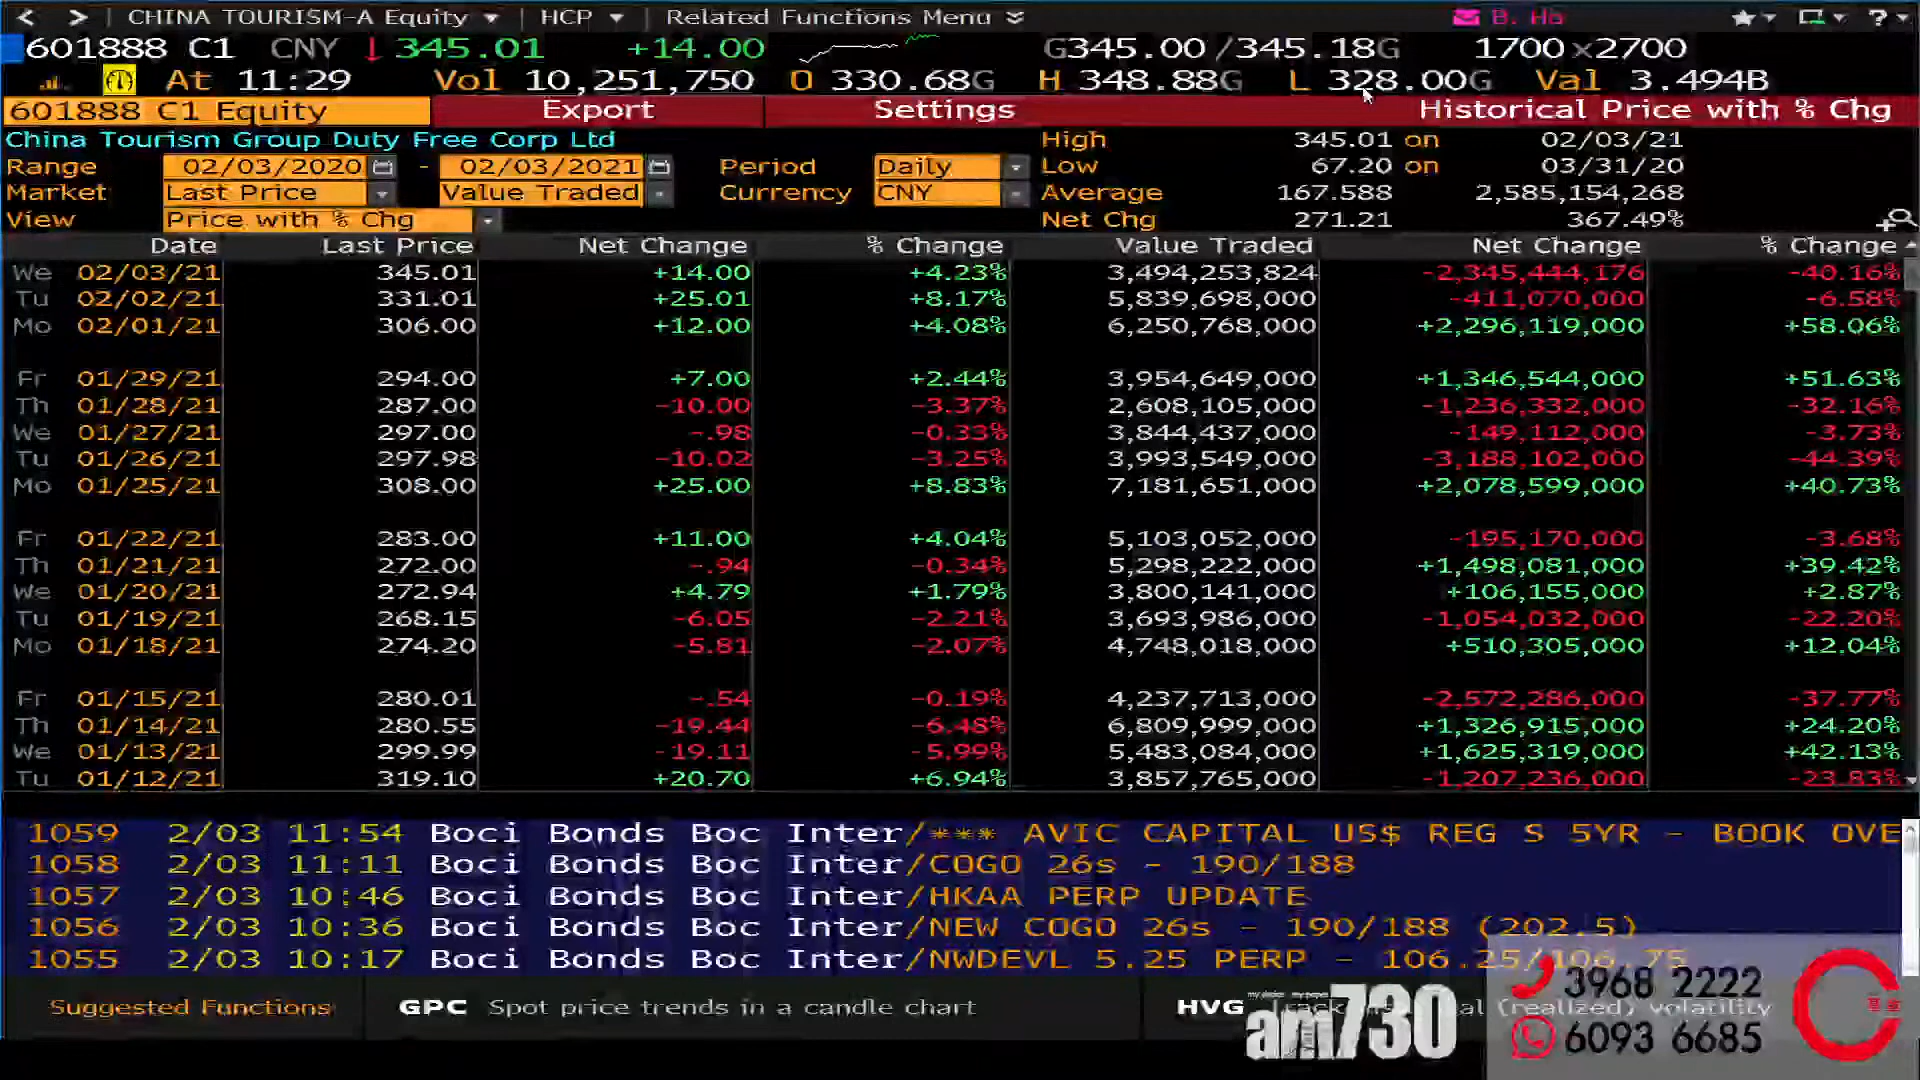 CHINA TOURISM-A Equity HCP Related Functions Menu B. Ha
601888 C1 CNY 345.01 +14.00 G345.00 /345.18G 1700 x2700
At 11:29 Vol 10,251,750 O 330.68G H 348.88G L 328.00G Val 3.494B
601888 C1 Equity Export Settings Historical Price with % Chg
China Tourism Group Duty Free Corp Ltd High 345.01 on 02/03/21
Range 02/03/2020 - 02/03/2021 Period Daily Low 67.20 on 03/31/20
Market Last Price Value Traded Currency CNY Average 167.588 2,585,154,268
View Price with % Chg Net Chg 271.21 367.49%
Date Last Price Net Change % Change Value Traded Net Change % Change
We 02/03/21 345.01 +14.00 +4.23% 3,494,253,824 -2,345,444,176 -40.16%
Tu 02/02/21 331.01 +25.01 +8.17% 5,839,698,000 -411,070,000 -6.58%
Mo 02/01/21 306.00 +12.00 +4.08% 6,250,768,000 +2,296,119,000 +58.06%
Fr 01/29/21 294.00 +7.00 +2.44% 3,954,649,000 +1,346,544,000 +51.63%
Th 01/28/21 287.00 -10.00 -3.37% 2,608,105,000 -1,236,332,000 -32.16%
We 01/27/21 297.00 -.98 -0.33% 3,844,437,000 -149,112,000 -3.73%
Tu 01/26/21 297.98 -10.02 -3.25% 3,993,549,000 -3,188,102,000 -44.39%
Mo 01/25/21 308.00 +25.00 +8.83% 7,181,651,000 +2,078,599,000 +40.73%
Fr 01/22/21 283.00 +11.00 +4.04% 5,103,052,000 -195,170,000 -3.68%
Th 01/21/21 272.00 -.94 -0.34% 5,298,222,000 +1,498,081,000 +39.42%
We 01/20/21 272.94 +4.79 +1.79% 3,800,141,000 +106,155,000 +2.87%
Tu 01/19/21 268.15 -6.05 -2.21% 3,693,986,000 -1,054,032,000 -22.20%
Mo 01/18/21 274.20 -5.81 -2.07% 4,748,018,000 +510,305,000 +12.04%
Fr 01/15/21 280.01 -.54 -0.19% 4,237,713,000 -2,572,286,000 -37.77%
Th 01/14/21 280.55 -19.44 -6.48% 6,809,999,000 +1,326,915,000 +24.20%
We 01/13/21 299.99 -19.11 -5.99% 5,483,084,000 +1,625,319,000 +42.13%
Tu 01/12/21 319.10 +20.70 +6.94% 3,857,765,000 -1,207,236,000 -23.83%
1059 2/03 11:54 Boci Bonds Boc Inter/*** AVIC CAPITAL US$ REG S 5YR - BOOK OVE
1058 2/03 11:11 Boci Bonds Boc Inter/COGO 26s - 190/188
1057 2/03 10:46 Boci Bonds Boc Inter/HKAA PERP UPDATE
1056 2/03 10:36 Boci Bonds Boc Inter/NEW COGO 26s - 190/188 (202.5)
1055 2/03 10:17 Boci Bonds Boc Inter/NWDEVL 5.25 PERP - 106.25/106.75
3968 2222
Suggested Functions GPC Spot price trends in a candle chart HVG (realized) volatility
am730
6093 6685